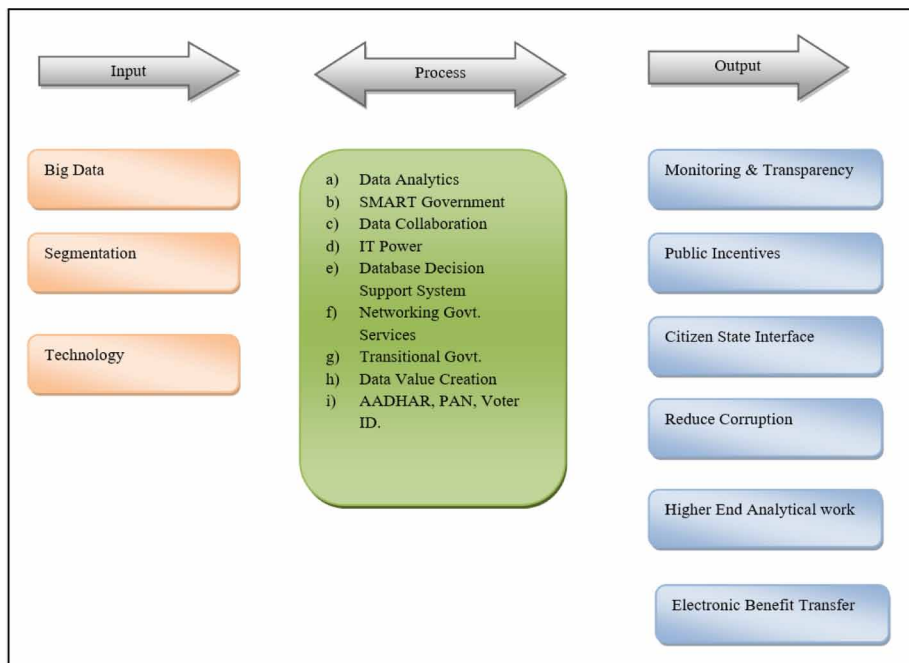 Input
Process
Output
Big Data
Segmentation
Technology
a) Data Analytics
b) SMART Government
c) Data Collaboration
d) IT Power
e) Database Decision
Support System
f) Networking Govt.
Services
g) Transitional Govt.
h) Data Value Creation
i) AADHAR, PAN, Voter
ID.
Monitoring & Transparency
Public Incentives
Citizen State Interface
Reduce Corruption
Higher End Analytical work
Electronic Benefit Transfer